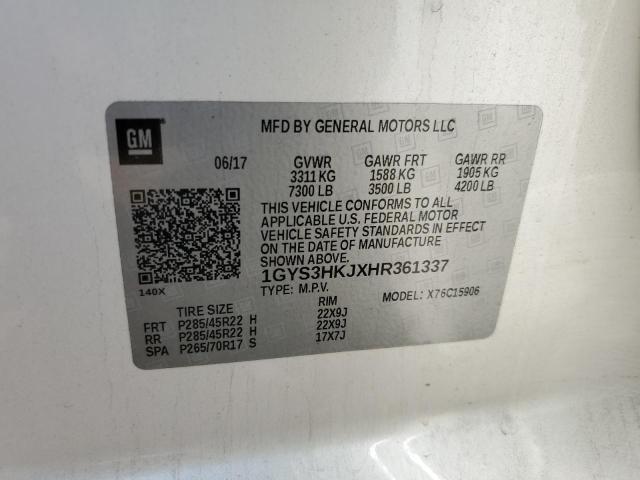 GM
MFD BY GENERAL MOTORS LLC
06/17 GVWR GAWR FRT GAWR RR
3311 KG 1588 KG 1905 KG
7300 LB 3500 LB 4200 LB
THIS VEHICLE CONFORMS TO ALL
APPLICABLE U.S. FEDERAL MOTOR
VEHICLE SAFETY STANDARDS IN EFFECT
ON THE DATE OF MANUFACTURE
SHOWN ABOVE.
1GYS3HKJXHR361337
140X TYPE: M.P.V. MODEL: X76C15906
TIRE SIZE RIM
FRT P285/45R22 H 22X9J
RR P285/45R22 H 22X9J
SPA P265/70R17 S 17X7J